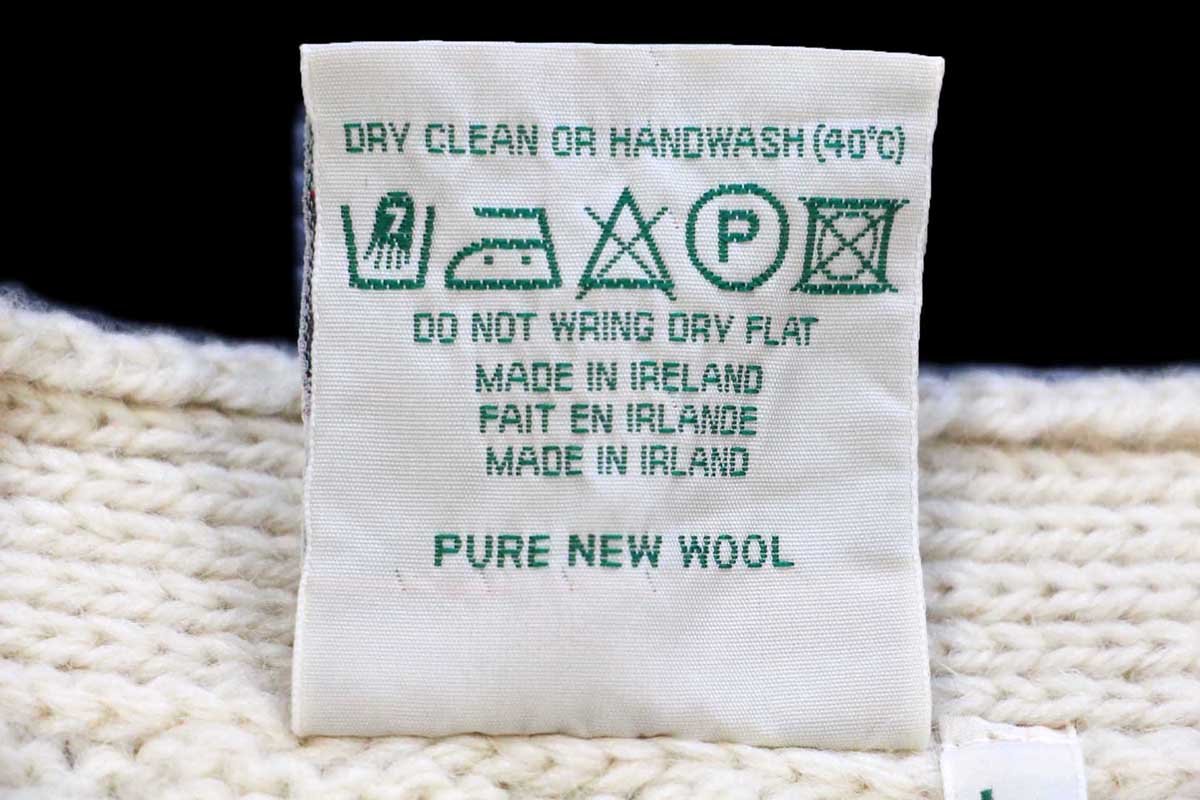 DRY CLEAN OR HANDWASH (40°C)
P
DO NOT WRING DRY FLAT
MADE IN IRELAND
FAIT EN IRLANDE
MADE IN IRLAND
PURE NEW WOOL